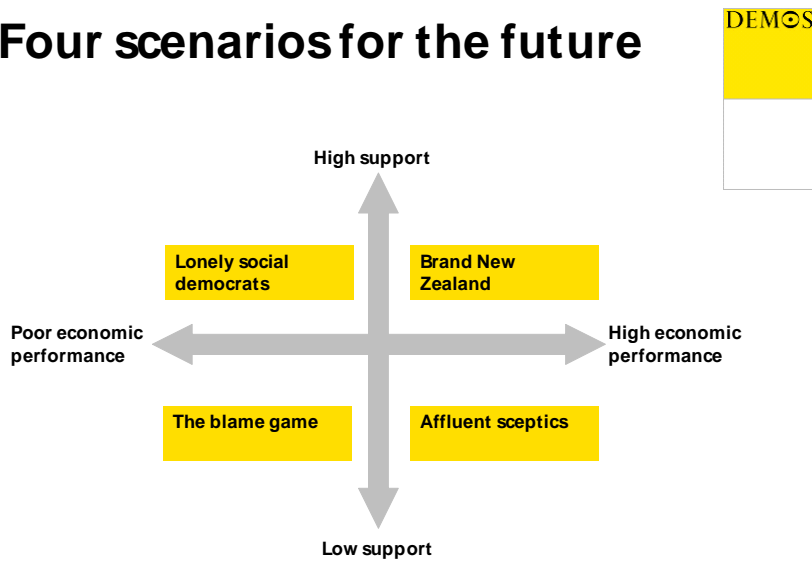 Four scenarios for the future
DEMOS
High support
Lonely social
democrats
Brand New
Zealand
Poor economic
performance
High economic
performance
The blame game
Affluent sceptics
Low support